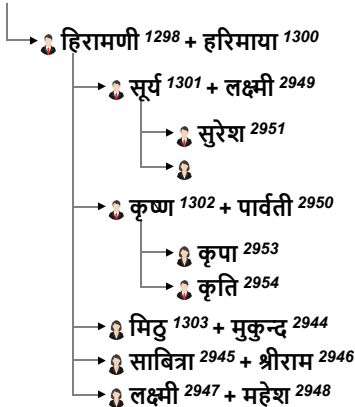 हिरामणी 1298 + हरिमाया 1300
सूर्य 1301 + लक्ष्मी 2949
सुरेश 2951
कृष्ण 1302 + पार्वती 2950
कृपा 2953
कृति 2954
मिठु 1303 + मुकुन्द 2944
साबित्रा 2945 + श्रीराम 2946
लक्ष्मी 2947 + महेश 2948